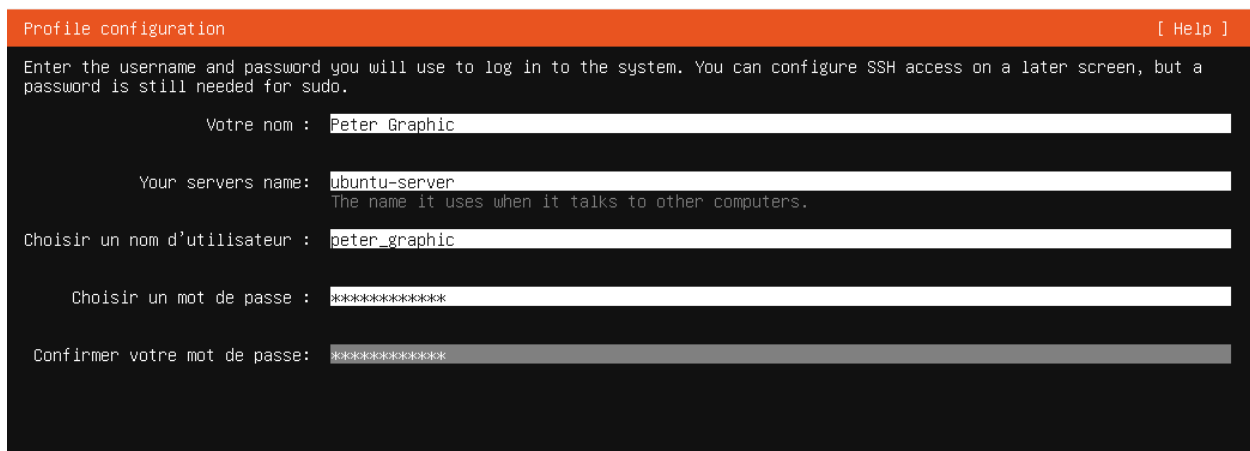 Profile configuration [ Help ]
Enter the username and password you will use to log in to the system. You can configure SSH access on a later screen, but a
password is still needed for sudo.
Votre nom : Peter Graphic
Your servers name: ubuntu-server
The name it uses when it talks to other computers.
Choisir un nom d'utilisateur : peter_graphic
Choisir un mot de passe : ************
Confirmer votre mot de passe: ************